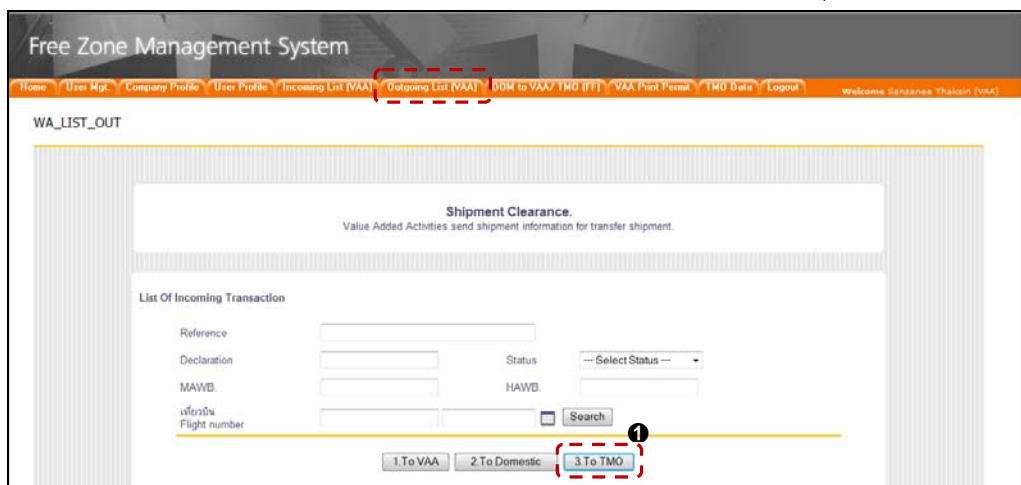 Free Zone Management System
Home User Mgt. Company Profile User Profile Incoming List (VAA) Outgoing List (VAA) DOM to VAA/ TMO (FF) VAA Print Permit TMO Data Logout Welcome Sansanee Thaksin (VAA)
WA_LIST_OUT
Shipment Clearance.
Value Added Activities send shipment information for transfer shipment.
List Of Incoming Transaction
Reference
Declaration Status --- Select Status ---
MAWB. HAWB.
เที่ยวบิน
Flight number Search
1
1.To VAA 2.To Domestic 3.To TMO